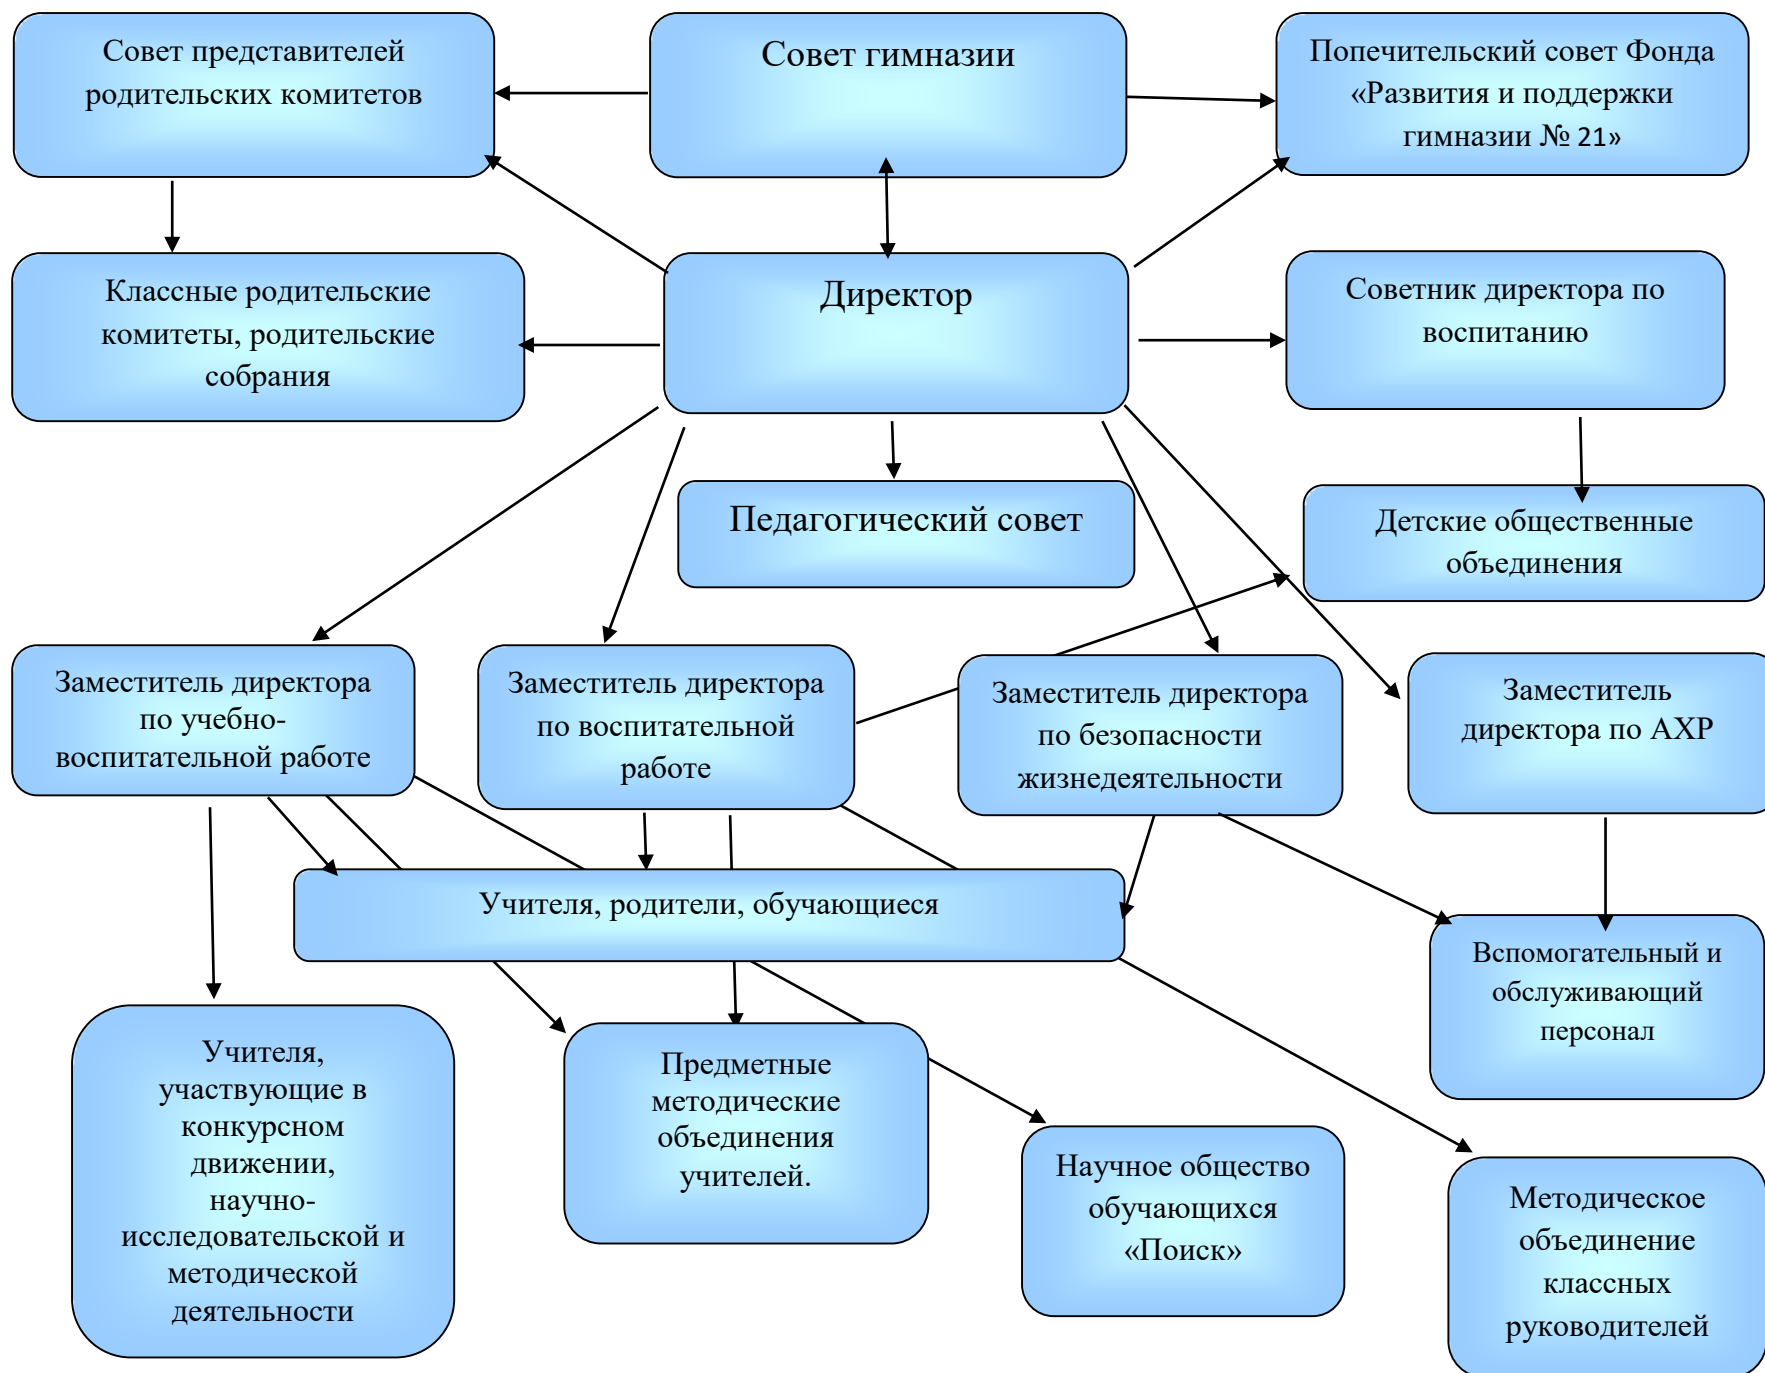 Совет представителей
родительских комитетов
Совет гимназии
Попечительский совет Фонда
«Развития и поддержки
гимназии № 21»
Классные родительские
комитеты, родительские
собрания
Директор
Советник директора по
воспитанию
Педагогический совет
Детские общественные
объединения
Заместитель директора
по учебно-
воспитательной работе
Заместитель директора
по воспитательной
работе
Заместитель директора
по безопасности
жизнедеятельности
Заместитель
директора по АХР
Учителя, родители, обучающиеся
Вспомогательный и
обслуживающий
персонал
Учителя,
участвующие в
конкурсном
движении,
научно-
исследовательской и
методической
деятельности
Предметные
методические
объединения
учителей.
Научное общество
обучающихся
«Поиск»
Методическое
объединение
классных
руководителей